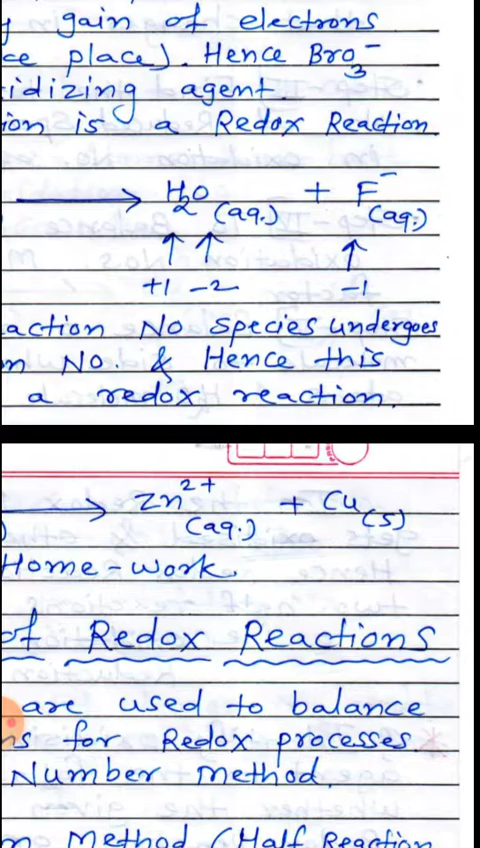 gain of electrons
ce place). Hence BrO₃⁻
idizing agent.
ion is a Redox Reaction.
⟶ H₂O (aq.) + F⁻ (aq.)
↑ ↑ ↑
+1 -2 -1
action No species undergoes
n No. & Hence this
a redox reaction.
⟶ Zn²⁺ (aq.) + Cu (s)
Home-work.
of Redox Reactions
are used to balance
ns for Redox processes.
Number method.
n Method (Half Reaction